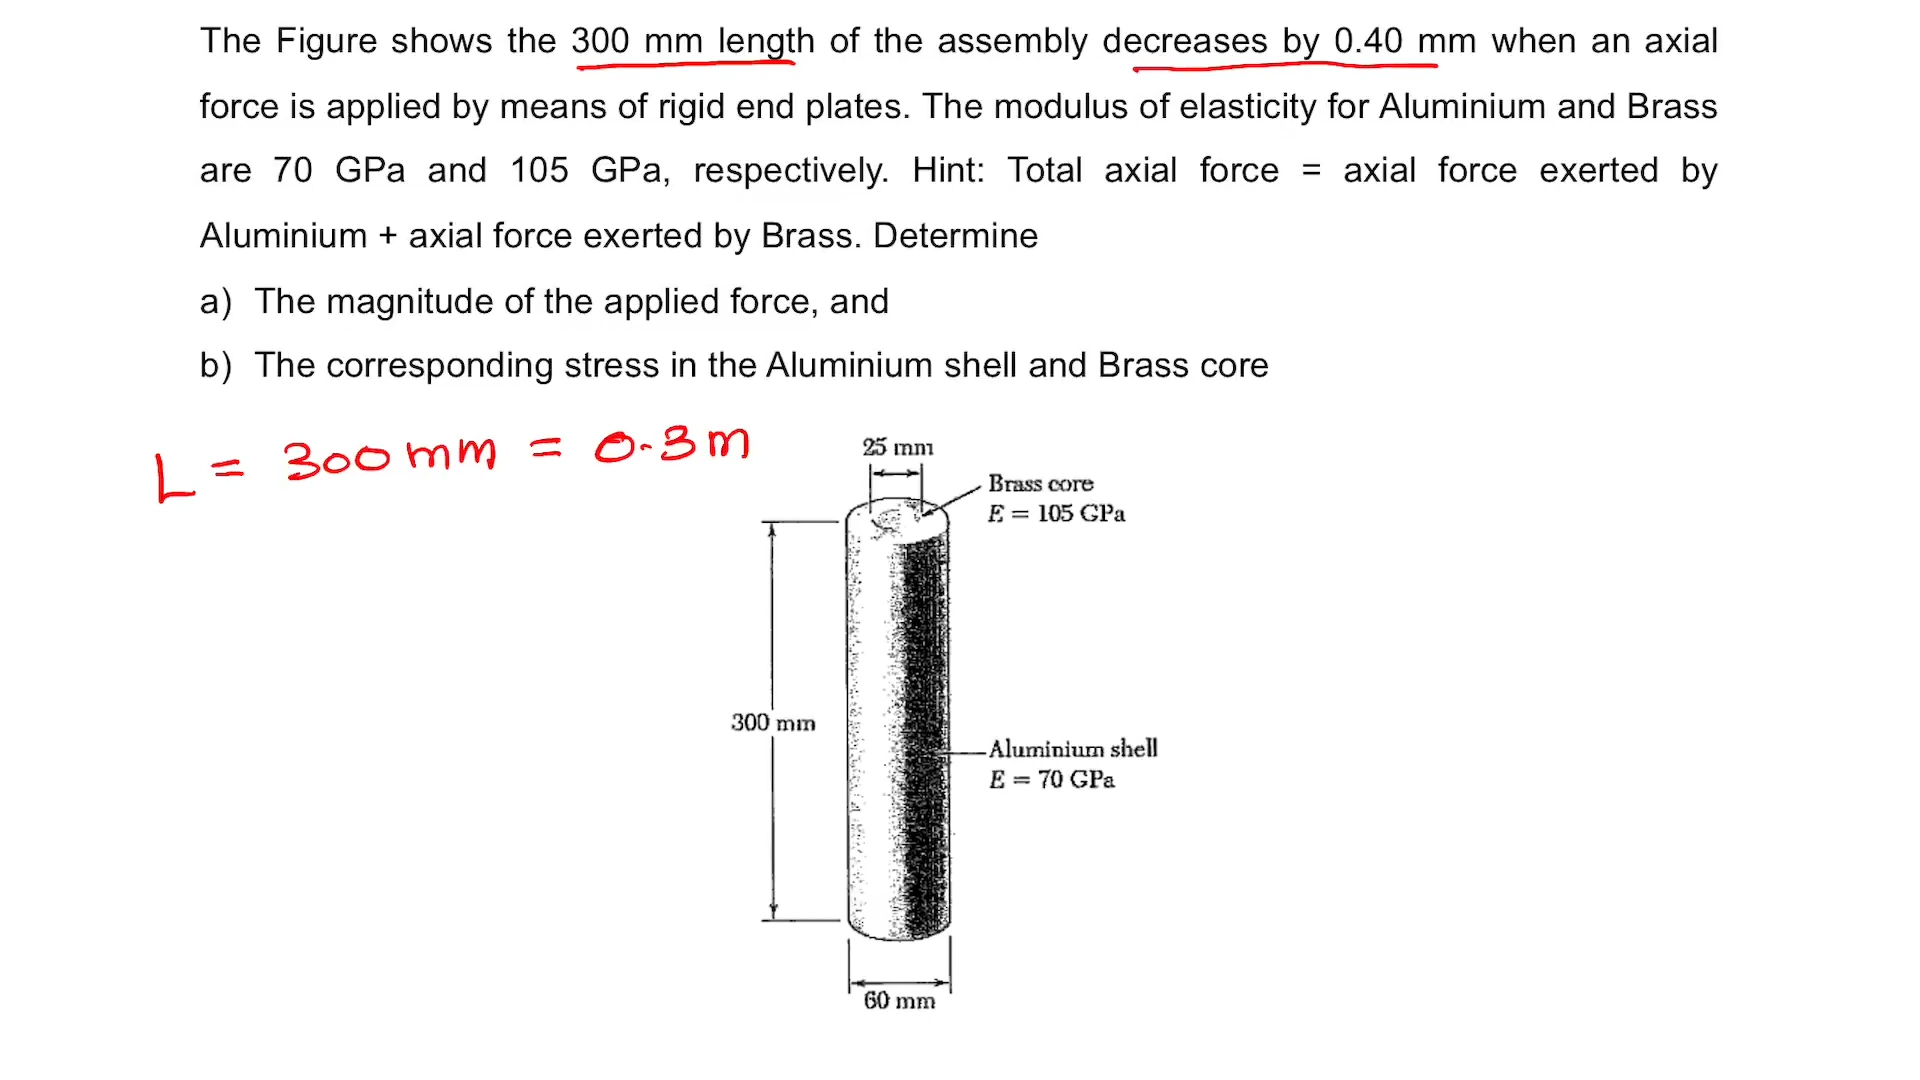 The Figure shows the 300 mm length of the assembly decreases by 0.40 mm when an axial
force is applied by means of rigid end plates. The modulus of elasticity for Aluminium and Brass
are 70 GPa and 105 GPa, respectively. Hint: Total axial force = axial force exerted by
Aluminium + axial force exerted by Brass. Determine
a) The magnitude of the applied force, and
b) The corresponding stress in the Aluminium shell and Brass core
L = 300 mm = 0.3 m
25 mm
Brass core
E = 105 GPa
300 mm
Aluminium shell
E = 70 GPa
60 mm